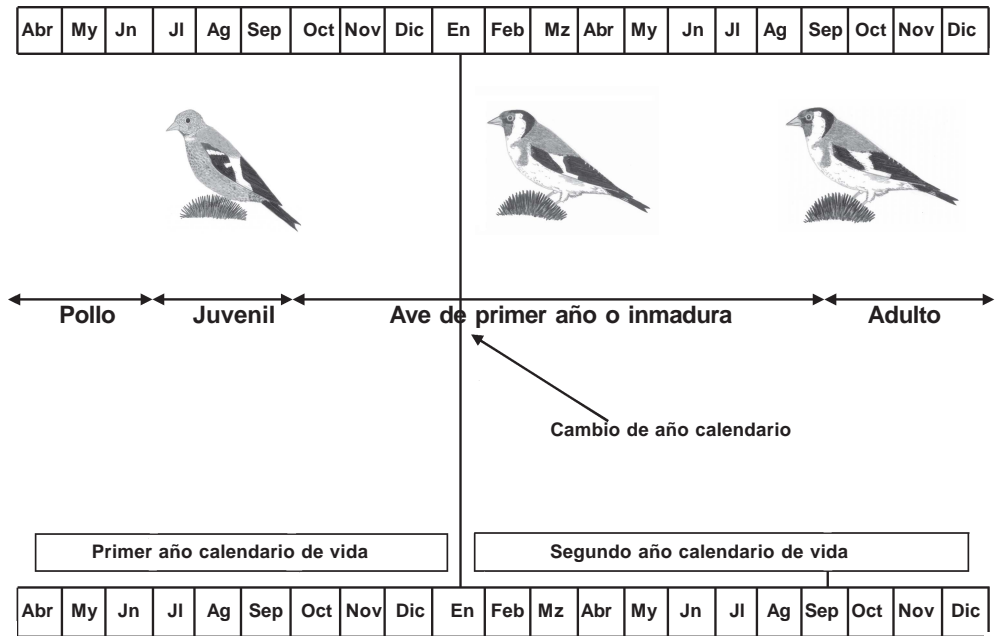 Abr My Jn Jl Ag Sep Oct Nov Dic En Feb Mz Abr My Jn Jl Ag Sep Oct Nov Dic
Pollo Juvenil Ave de primer año o inmadura Adulto
Cambio de año calendario
Primer año calendario de vida Segundo año calendario de vida
Abr My Jn Jl Ag Sep Oct Nov Dic En Feb Mz Abr My Jn Jl Ag Sep Oct Nov Dic